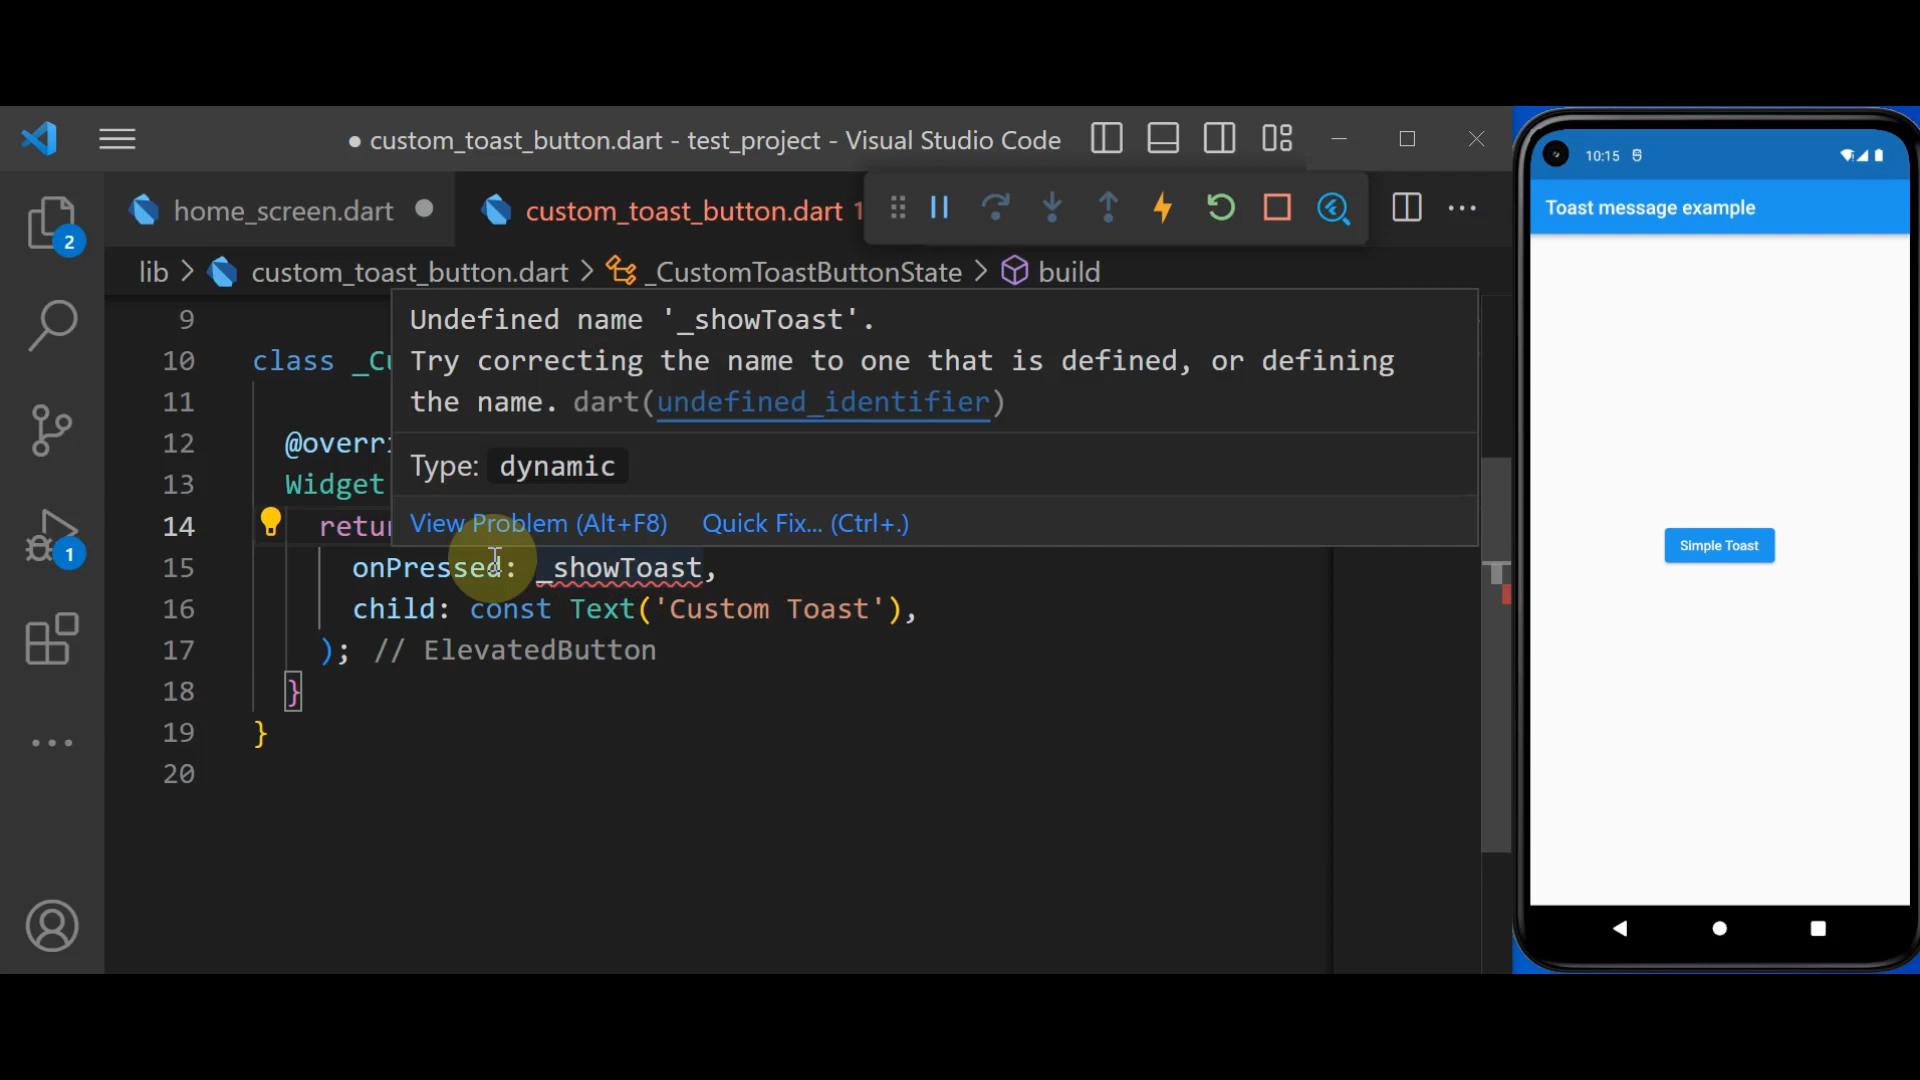 ● custom_toast_button.dart - test_project - Visual Studio Code
home_screen.dart ●
custom_toast_button.dart 1
lib > custom_toast_button.dart > _CustomToastButtonState > build
2
1
9
10 class _Cu
11
12 @overri
13 Widget
14 retur
15 onPressed: _showToast,
16 child: const Text('Custom Toast'),
17 ); // ElevatedButton
18 }
19 }
20
Undefined name '_showToast'.
Try correcting the name to one that is defined, or defining
the name. dart(undefined_identifier)
Type: dynamic
View Problem (Alt+F8) Quick Fix... (Ctrl+.)
10:15
Toast message example
Simple Toast